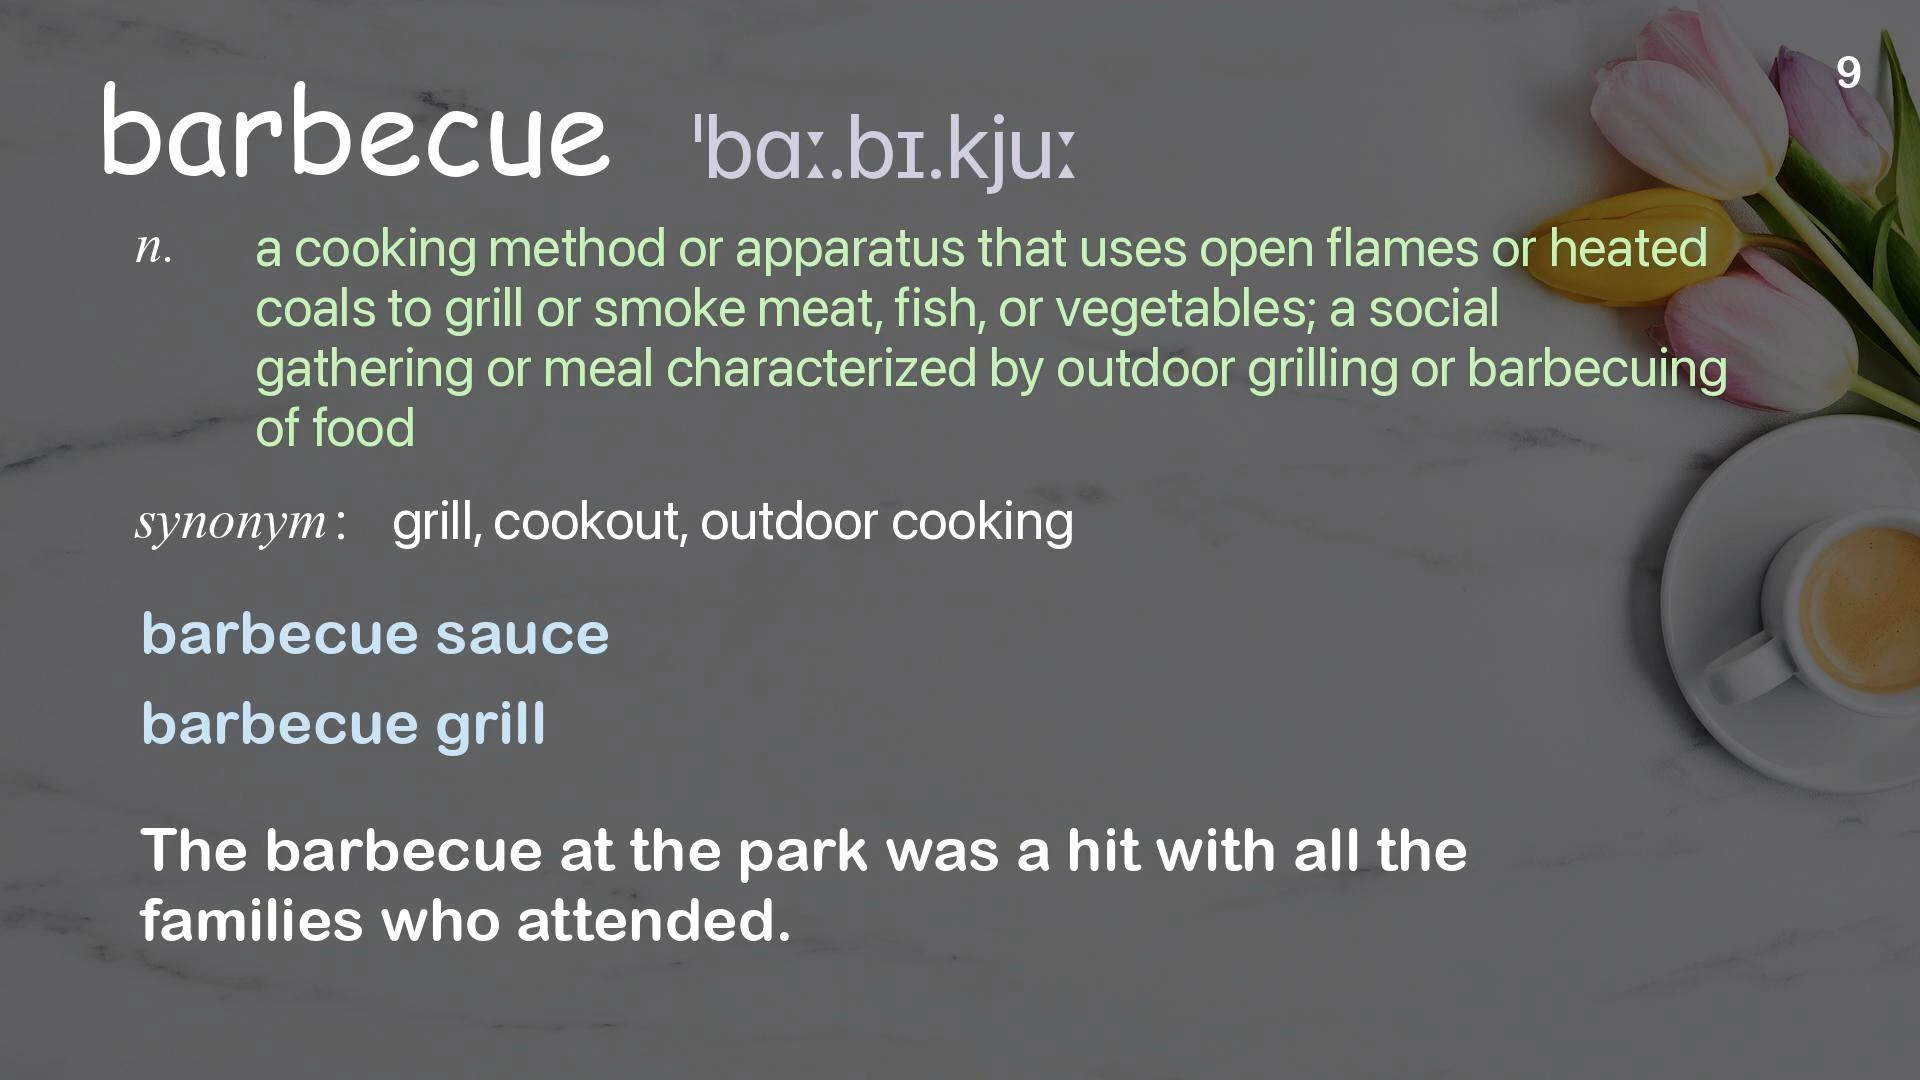 9
barbecue ˈbɑː.bɪ.kjuː
n. a cooking method or apparatus that uses open flames or heated
coals to grill or smoke meat, fish, or vegetables; a social
gathering or meal characterized by outdoor grilling or barbecuing
of food
synonym: grill, cookout, outdoor cooking
barbecue sauce
barbecue grill
The barbecue at the park was a hit with all the
families who attended.